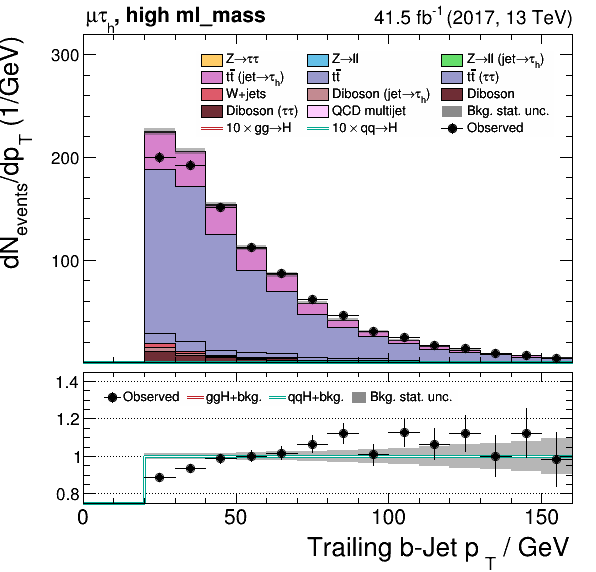 μτh, high ml_mass 41.5 fb-1 (2017, 13 TeV)
dNevents/dpT (1/GeV)
300
200
100
Z→ττ Z→ll Z→ll (jet→τh)
tt̄ (jet→τh) tt̄ tt̄ (ττ)
W+jets Diboson (jet→τh) Diboson
Diboson (ττ) QCD multijet Bkg. stat. unc.
10 × gg→H 10 × qq→H Observed
1.4
1.2
1
0.8
Observed ggH+bkg. qqH+bkg. Bkg. stat. unc.
0 50 100 150
Trailing b-Jet pT / GeV